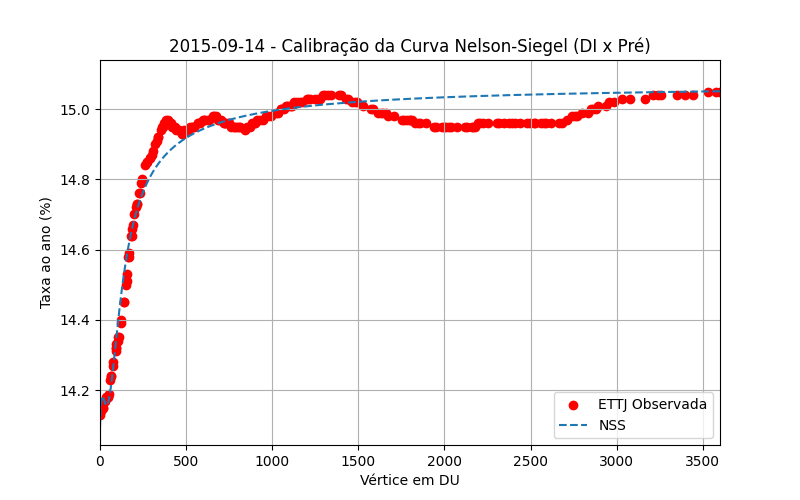 2015-09-14 - Calibração da Curva Nelson-Siegel (DI x Pré)
Taxa ao ano (%)
15.0
14.8
14.6
14.4
14.2
ETTJ Observada
NSS
0 500 1000 1500 2000 2500 3000 3500
Vértice em DU